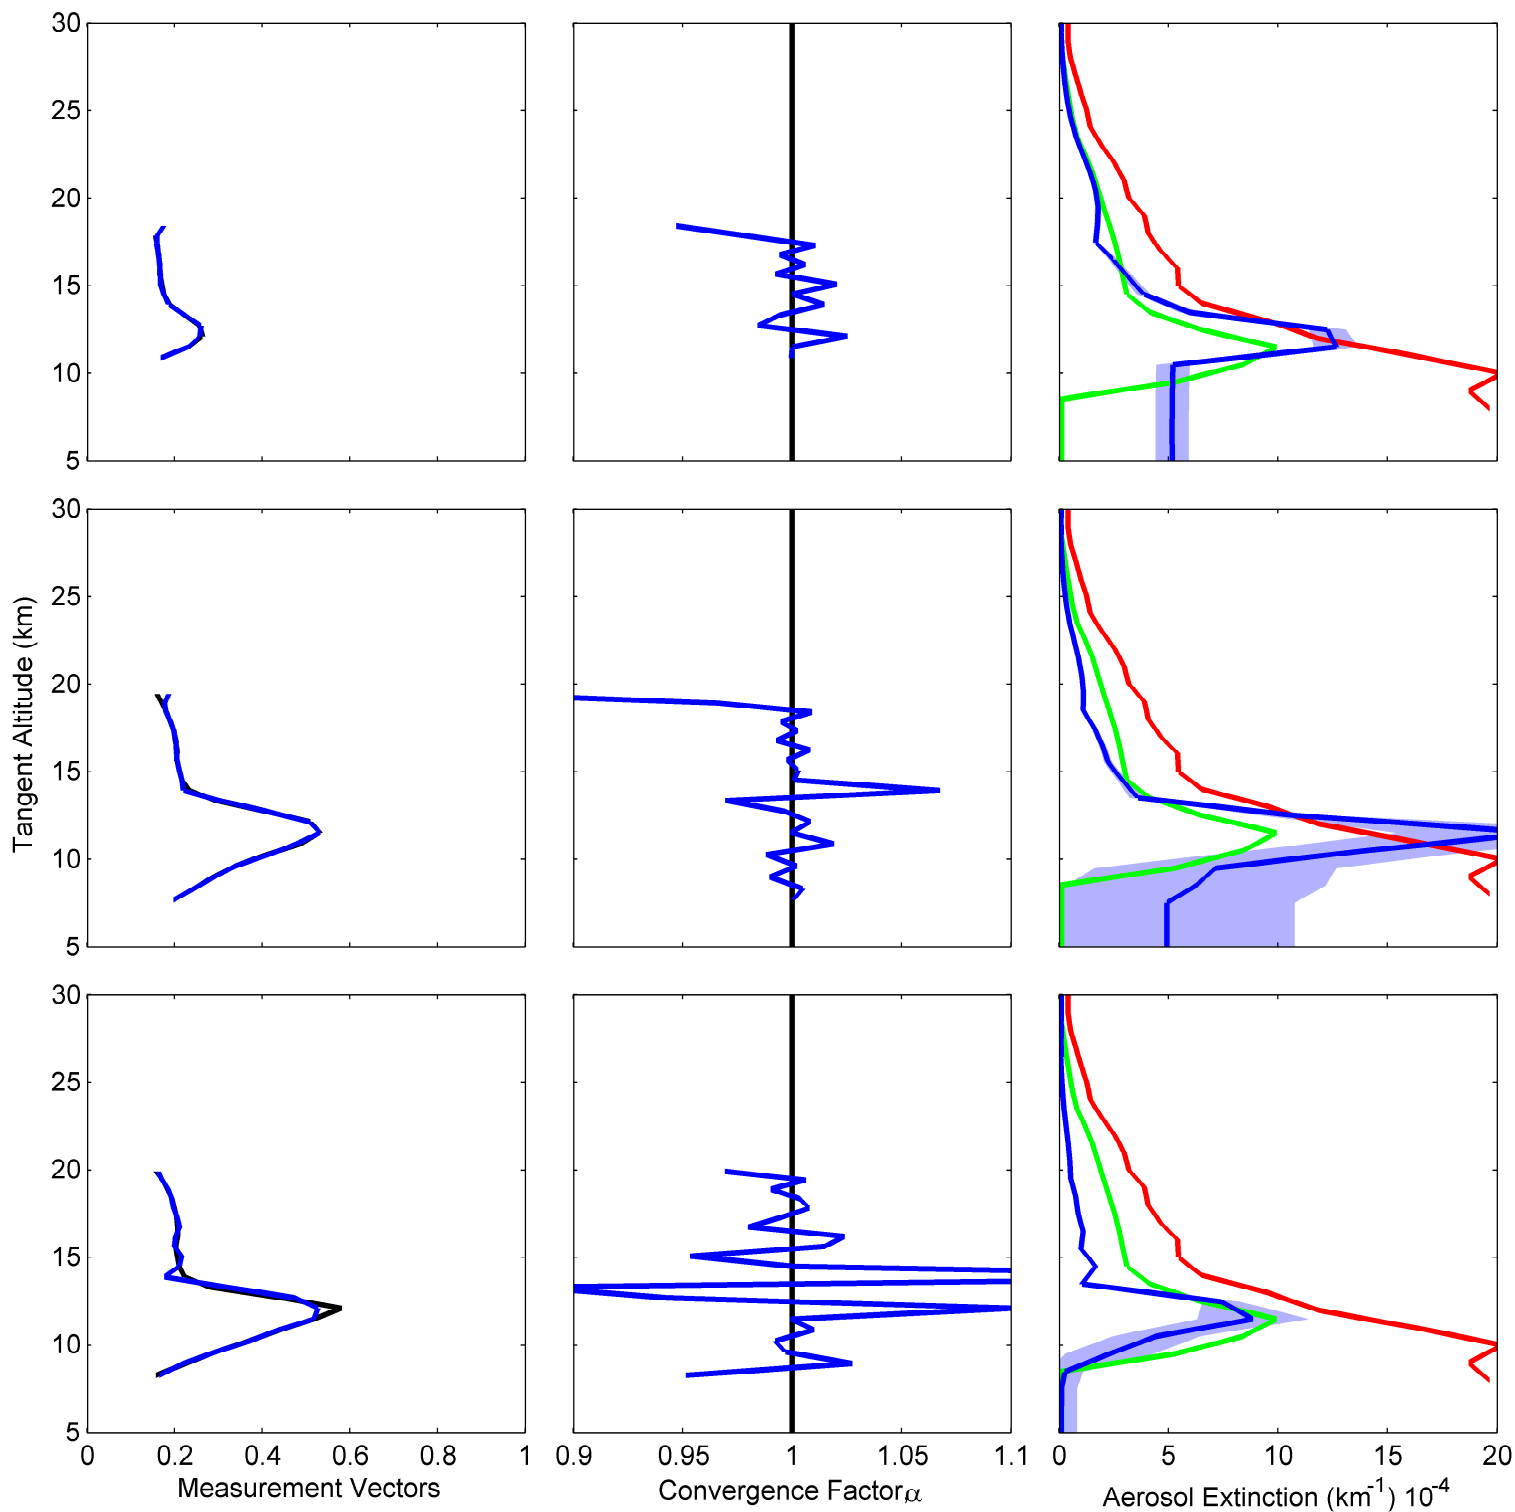 30
25
20
15
10
5
30
25
20
15
10
5
30
25
20
15
10
5
Tangent Altitude (km)
0 0.2 0.4 0.6 0.8 1
Measurement Vectors
0.9 0.95 1 1.05 1.1
Convergence Factorα
0 5 10 15 20
Aerosol Extinction (km⁻¹) 10⁻⁴